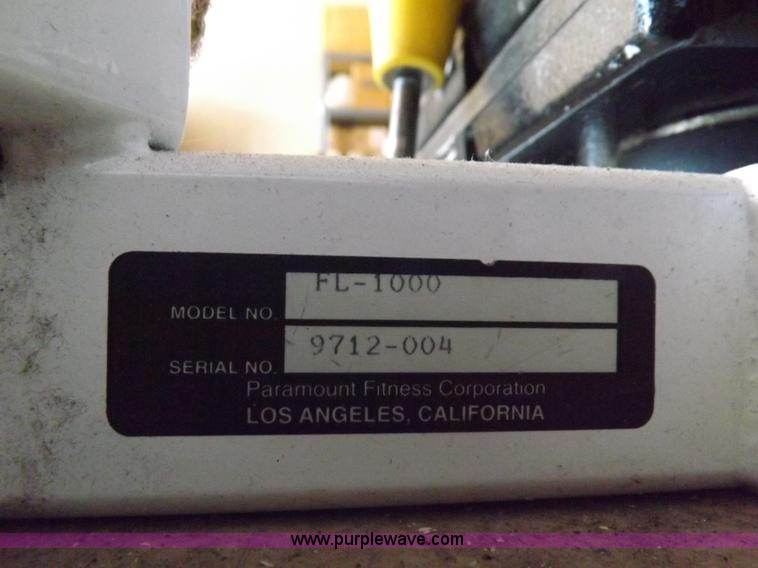 MODEL NO. FL-1000
SERIAL NO. 9712-004
Paramount Fitness Corporation
LOS ANGELES, CALIFORNIA
www.purplewave.com